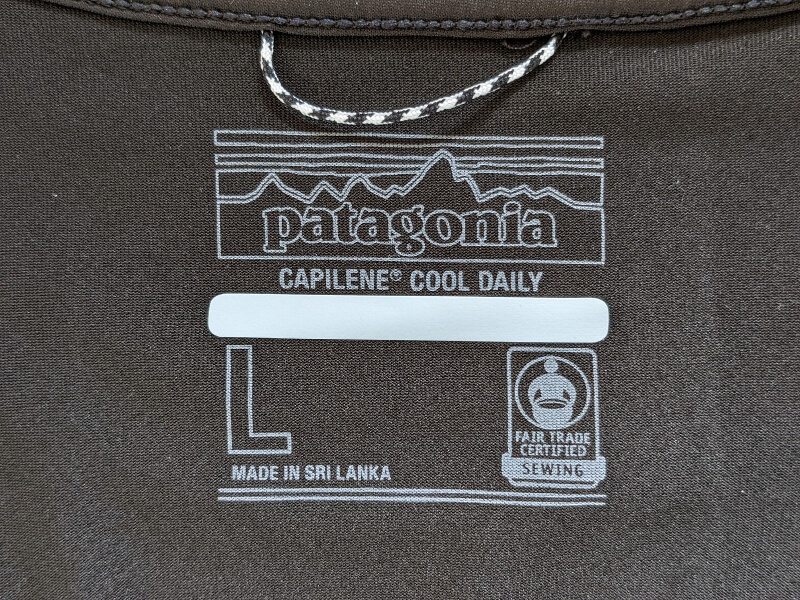 patagonia
CAPILENE® COOL DAILY
L
MADE IN SRI LANKA
FAIR TRADE
CERTIFIED
SEWING